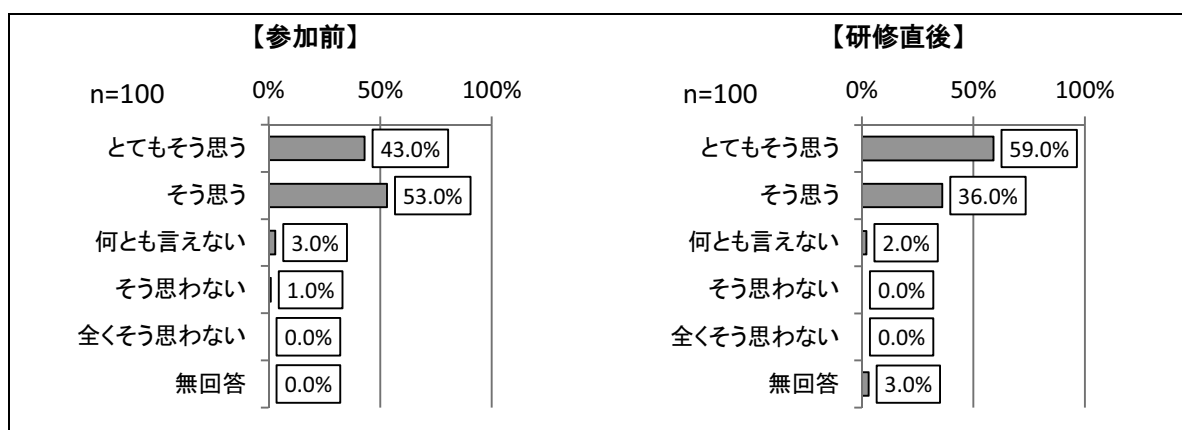 【参加前】
n=100
0% 50% 100%
とてもそう思う 43.0%
そう思う 53.0%
何とも言えない 3.0%
そう思わない 1.0%
全くそう思わない 0.0%
無回答 0.0%
【研修直後】
n=100
0% 50% 100%
とてもそう思う 59.0%
そう思う 36.0%
何とも言えない 2.0%
そう思わない 0.0%
全くそう思わない 0.0%
無回答 3.0%